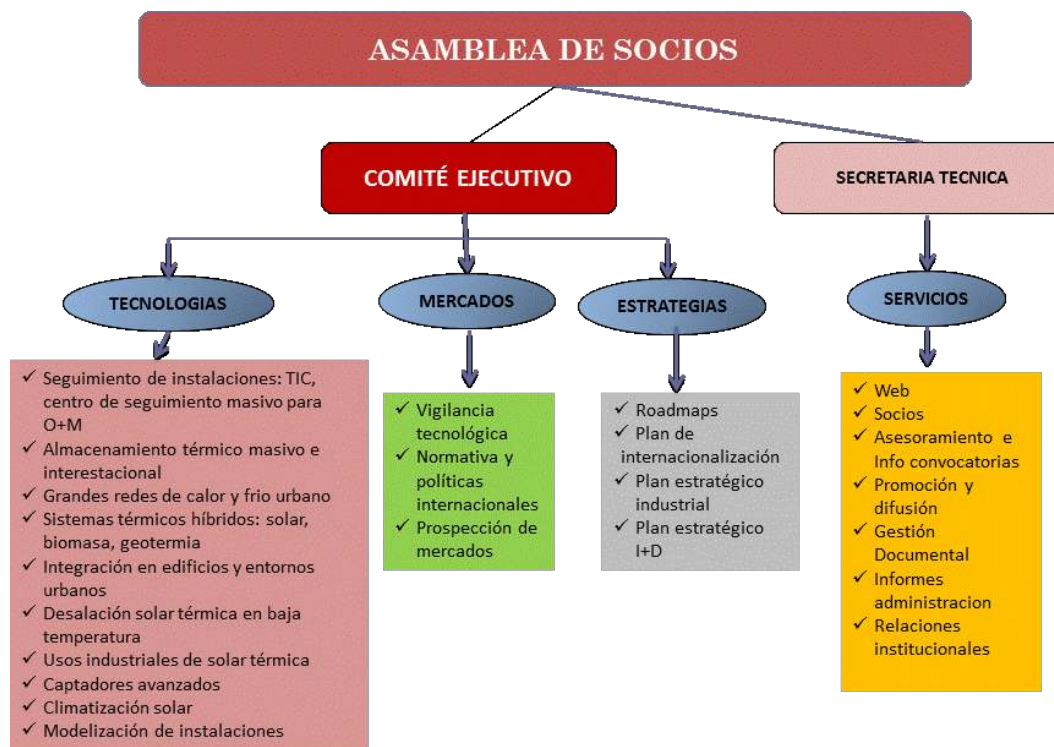 ASAMBLEA DE SOCIOS
COMITÉ EJECUTIVO
SECRETARIA TECNICA
TECNOLOGIAS
MERCADOS
ESTRATEGIAS
SERVICIOS
✓ Seguimiento de instalaciones: TIC,
centro de seguimiento masivo para
O+M
✓ Almacenamiento térmico masivo e
interestacional
✓ Grandes redes de calor y frio urbano
✓ Sistemas térmicos híbridos: solar,
biomasa, geotermia
✓ Integración en edificios y entornos
urbanos
✓ Desalación solar térmica en baja
temperatura
✓ Usos industriales de solar térmica
✓ Captadores avanzados
✓ Climatización solar
✓ Modelización de instalaciones
✓ Vigilancia
tecnológica
✓ Normativa y
políticas
internacionales
✓ Prospección de
mercados
✓ Roadmaps
✓ Plan de
internacionalización
✓ Plan estratégico
industrial
✓ Plan estratégico
I+D
✓ Web
✓ Socios
✓ Asesoramiento e
Info convocatorias
✓ Promoción y
difusión
✓ Gestión
Documental
✓ Informes
administracion
✓ Relaciones
institucionales